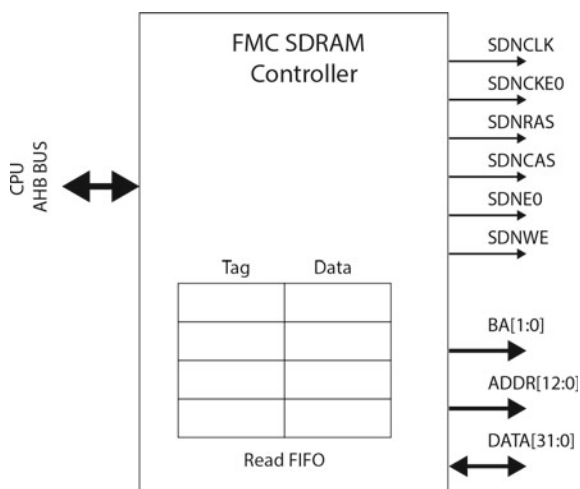 FMC SDRAM
Controller
CPU
AHB BUS
SDNCLK
SDNCKE0
SDNRAS
SDNCAS
SDNE0
SDNWE
Tag Data
BA[1:0]
ADDR[12:0]
DATA[31:0]
Read FIFO